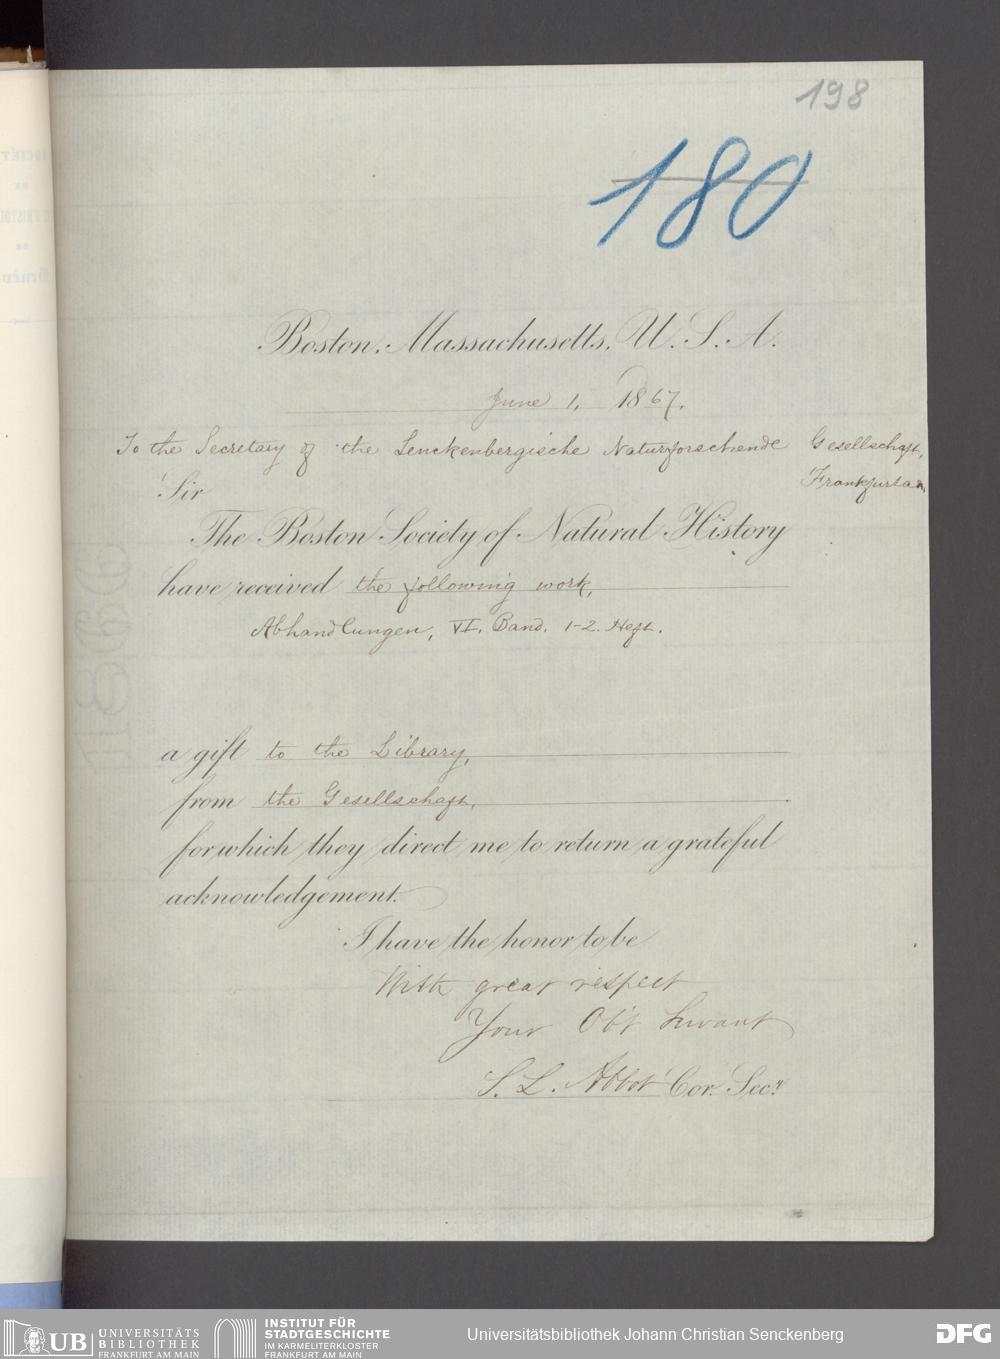 198
180
Boston, Massachusetts, U. S. A.
June 1, 1867.
To the Secretary of the Senckenbergische Naturforschende Gesellschaft,
Frankfurt a
Sir
The Boston Society of Natural History
have received the following work,
Abhandlungen, VI. Band. 1-2. Heft.
a gift to the Library,
from the Gesellschaft,
for which they direct me to return a grateful
acknowledgement.
I have the honor to be
With great respect
Your Ob't Servant
S. L. Abbot Cor. Secy.
UB UNIVERSITÄTS
BIBLIOTHEK
FRANKFURT AM MAIN
INSTITUT FÜR
STADTGESCHICHTE
IM KARMELITERKLOSTER
FRANKFURT AM MAIN
Universitätsbibliothek Johann Christian Senckenberg
DFG